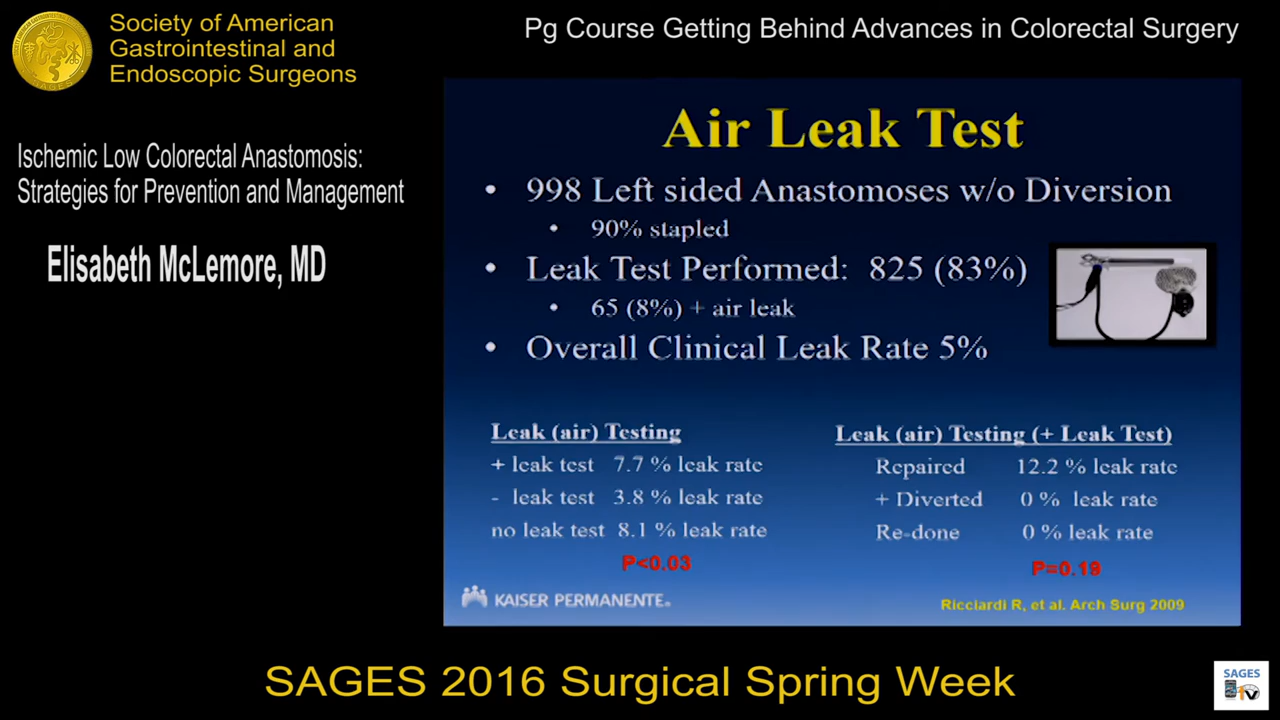 Society of American
Gastrointestinal and
Endoscopic Surgeons
Pg Course Getting Behind Advances in Colorectal Surgery
Ischemic Low Colorectal Anastomosis:
Strategies for Prevention and Management
Elisabeth McLemore, MD
Air Leak Test
• 998 Left sided Anastomoses w/o Diversion
• 90% stapled
• Leak Test Performed: 825 (83%)
• 65 (8%) + air leak
• Overall Clinical Leak Rate 5%
Leak (air) Testing
+ leak test 7.7 % leak rate
- leak test 3.8 % leak rate
no leak test 8.1 % leak rate
P<0.03
Leak (air) Testing (+ Leak Test)
Repaired 12.2 % leak rate
+ Diverted 0 % leak rate
Re-done 0 % leak rate
P=0.19
KAISER PERMANENTE®
Ricciardi R, et al. Arch Surg 2009
SAGES 2016 Surgical Spring Week
SAGES
TV